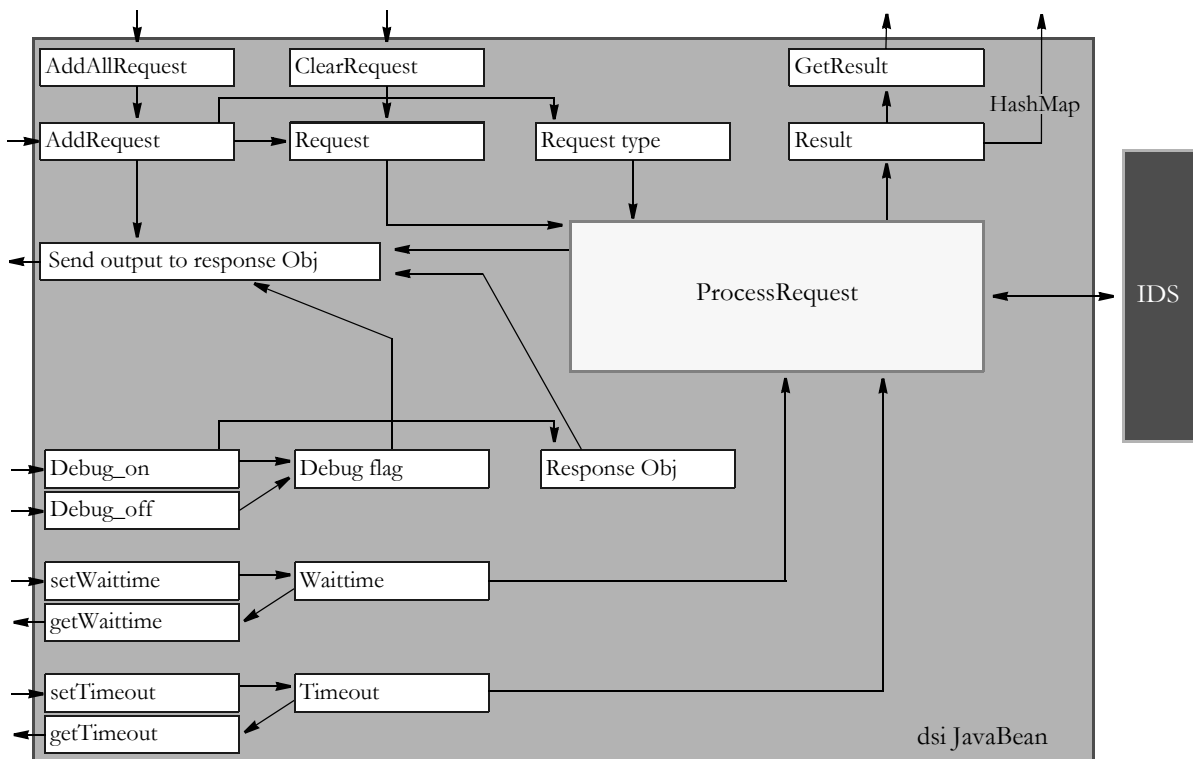 AddAllRequest
ClearRequest
GetResult
HashMap
AddRequest
Request
Request type
Result
Send output to response Obj
ProcessRequest
IDS
Debug_on
Debug flag
Response Obj
Debug_off
setWaittime
Waittime
getWaittime
setTimeout
Timeout
getTimeout
dsi JavaBean